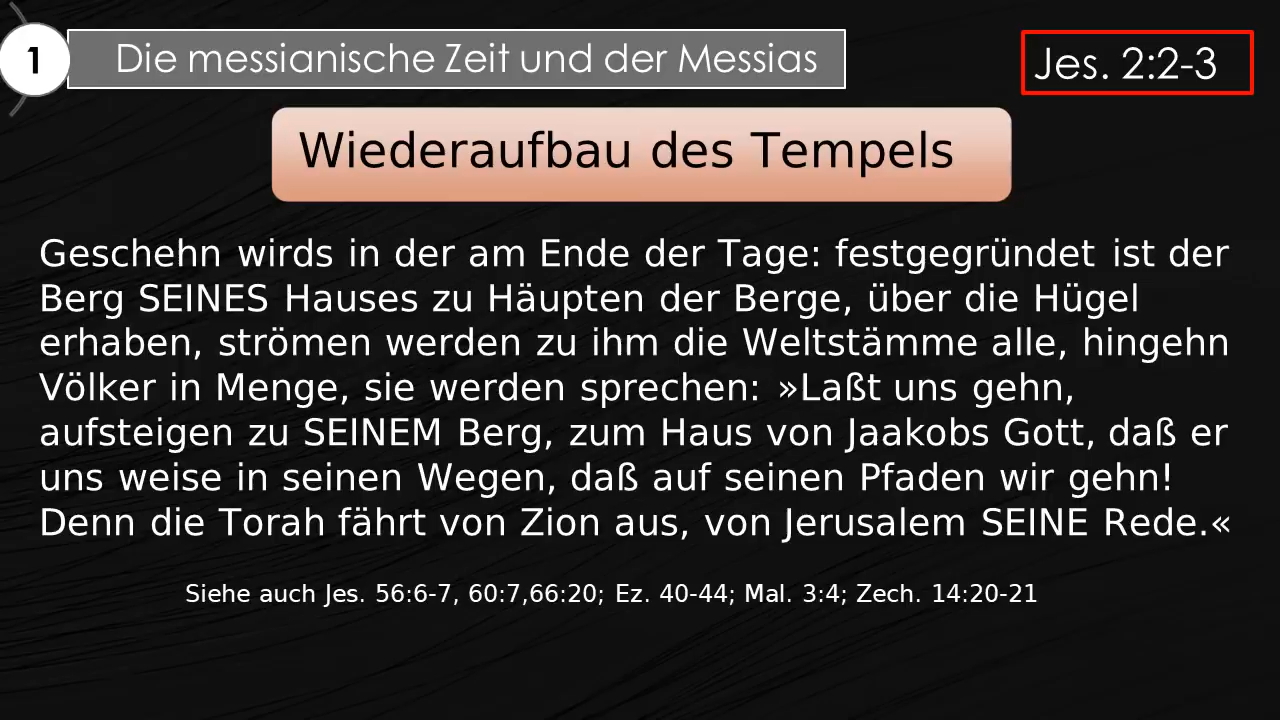 1
Die messianische Zeit und der Messias
Jes. 2:2-3
Wiederaufbau des Tempels
Geschehn wirds in der am Ende der Tage: festgegründet ist der
Berg SEINES Hauses zu Häupten der Berge, über die Hügel
erhaben, strömen werden zu ihm die Weltstämme alle, hingehn
Völker in Menge, sie werden sprechen: »Laßt uns gehn,
aufsteigen zu SEINEM Berg, zum Haus von Jaakobs Gott, daß er
uns weise in seinen Wegen, daß auf seinen Pfaden wir gehn!
Denn die Torah fährt von Zion aus, von Jerusalem SEINE Rede.«
Siehe auch Jes. 56:6-7, 60:7,66:20; Ez. 40-44; Mal. 3:4; Zech. 14:20-21